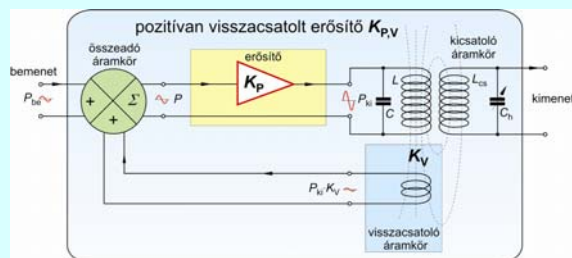 pozitívan visszacsatolt erősítő K_P,V
összeadó
áramkör
erősítő
kicsatoló
áramkör
bemenet
P_be
+
+
Σ
P
K_P
P_ki
L
C
L_cs
C_h
kimenet
K_V
P_ki·K_V
visszacsatoló
áramkör